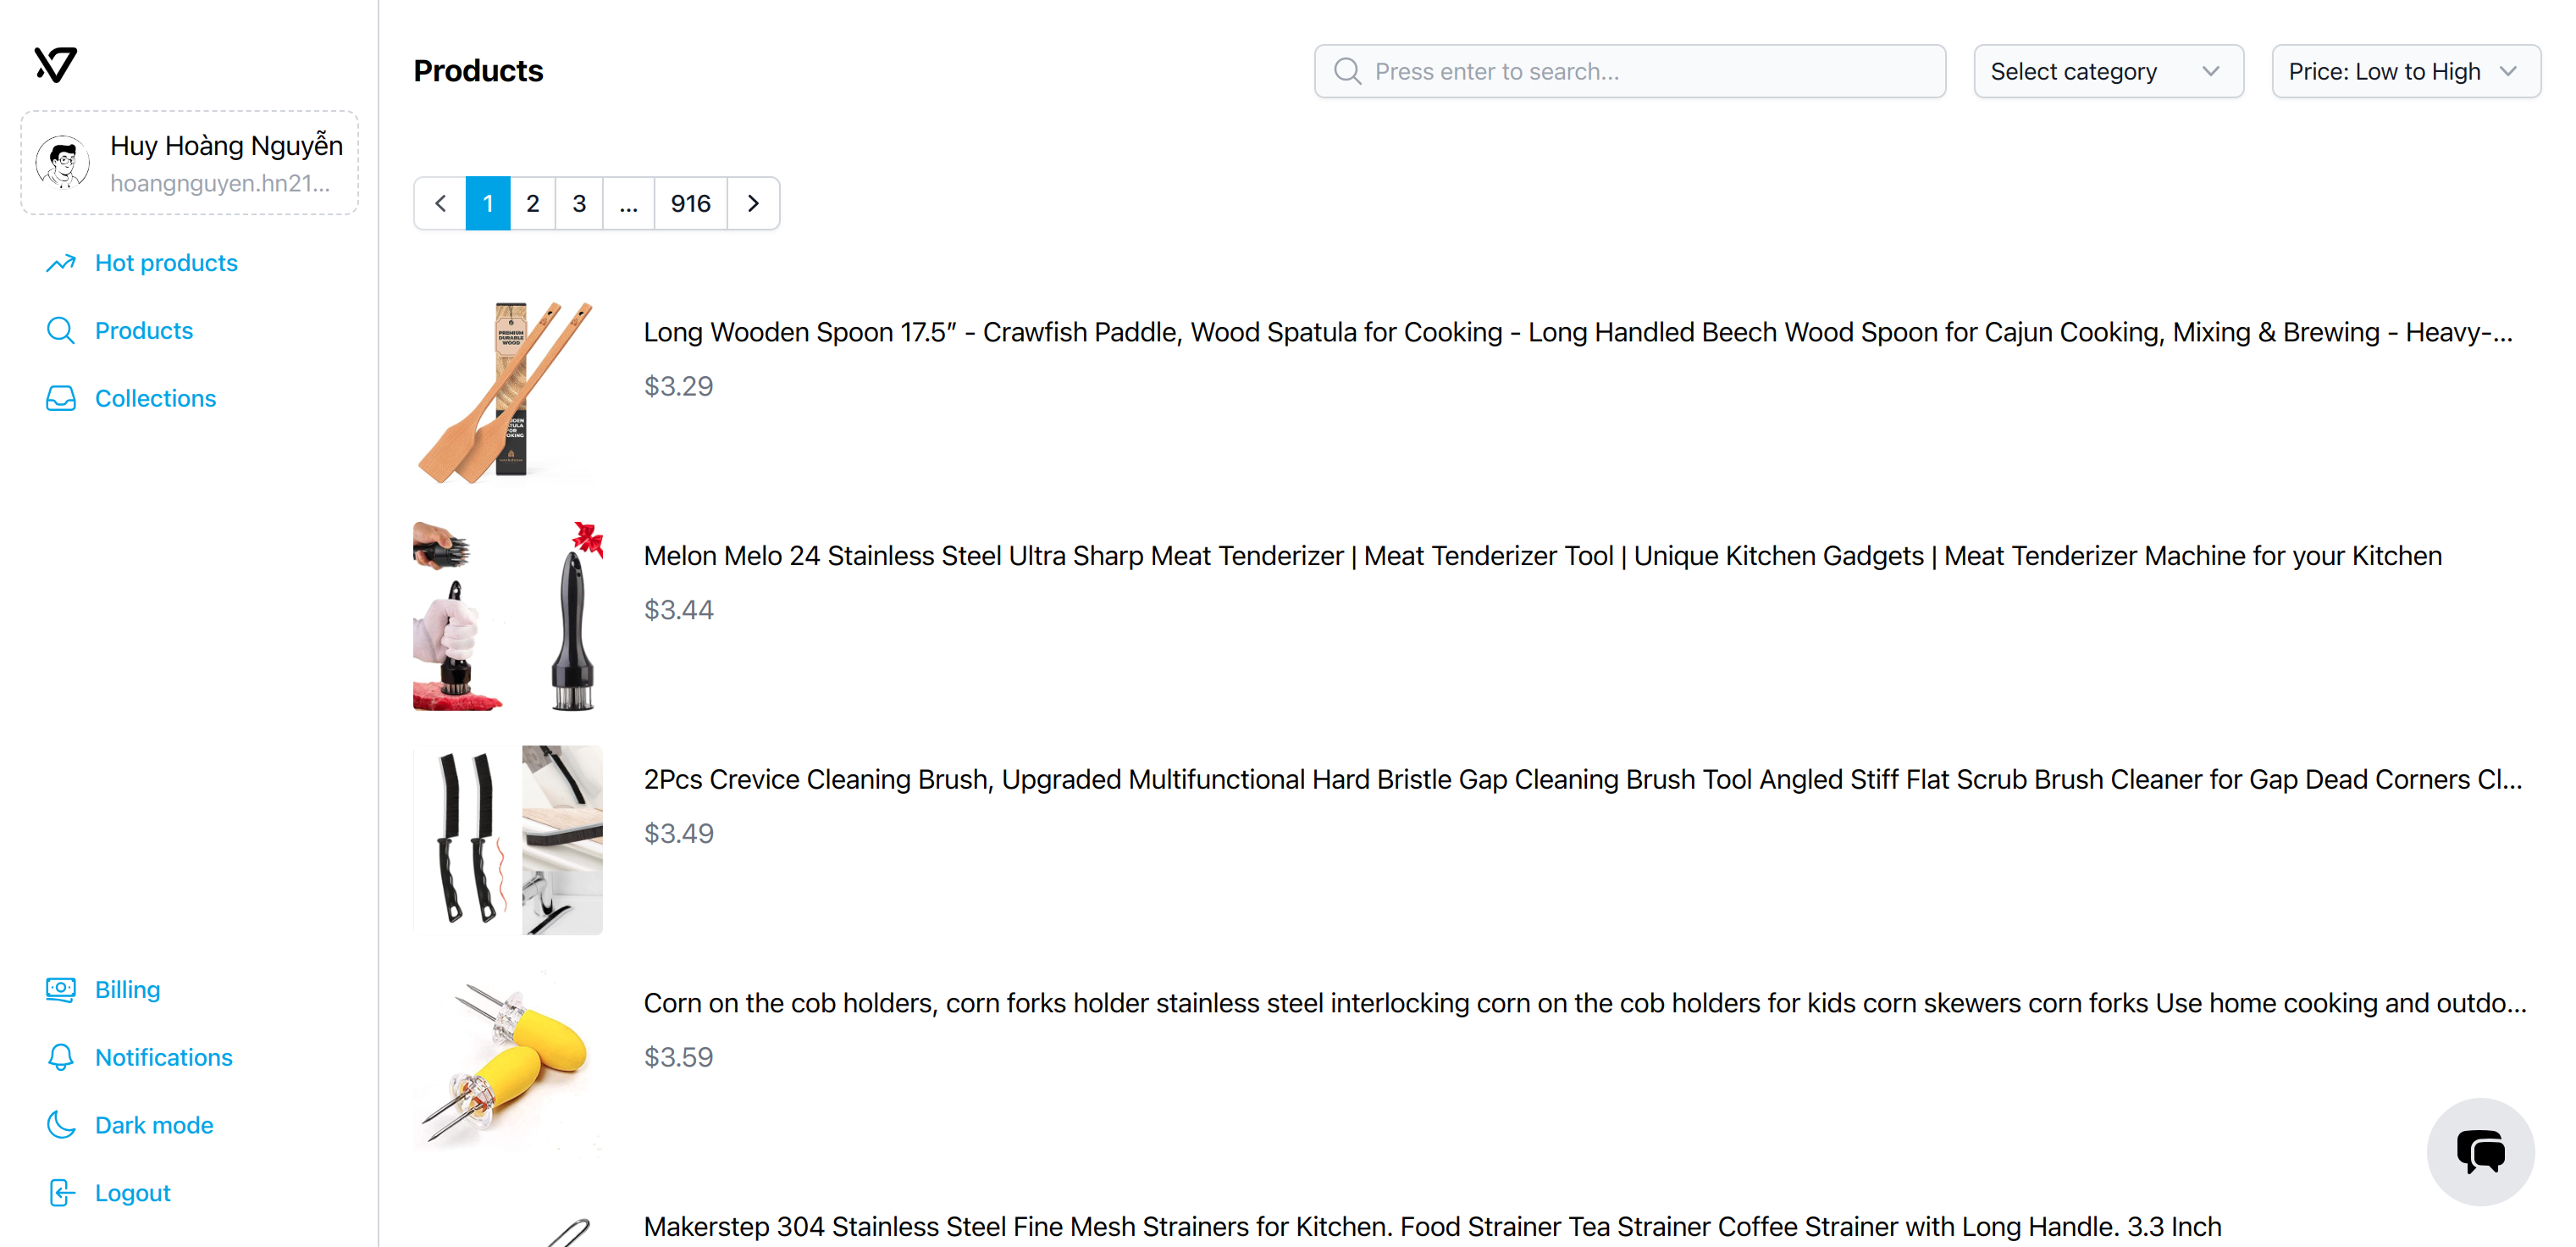 Huy Hoàng Nguyễn
hoangnguyen.hn21...
Hot products
Products
Collections
Billing
Notifications
Dark mode
Logout
Products
Press enter to search...
Select category
Price: Low to High
1
2
3
...
916
PREMIUM
DURABLE
WOOD
Long Wooden Spoon 17.5” - Crawfish Paddle, Wood Spatula for Cooking - Long Handled Beech Wood Spoon for Cajun Cooking, Mixing & Brewing - Heavy-...
$3.29
Melon Melo 24 Stainless Steel Ultra Sharp Meat Tenderizer | Meat Tenderizer Tool | Unique Kitchen Gadgets | Meat Tenderizer Machine for your Kitchen
$3.44
2Pcs Crevice Cleaning Brush, Upgraded Multifunctional Hard Bristle Gap Cleaning Brush Tool Angled Stiff Flat Scrub Brush Cleaner for Gap Dead Corners Cl...
$3.49
Corn on the cob holders, corn forks holder stainless steel interlocking corn on the cob holders for kids corn skewers corn forks Use home cooking and outdo...
$3.59
Makerstep 304 Stainless Steel Fine Mesh Strainers for Kitchen. Food Strainer Tea Strainer Coffee Strainer with Long Handle. 3.3 Inch